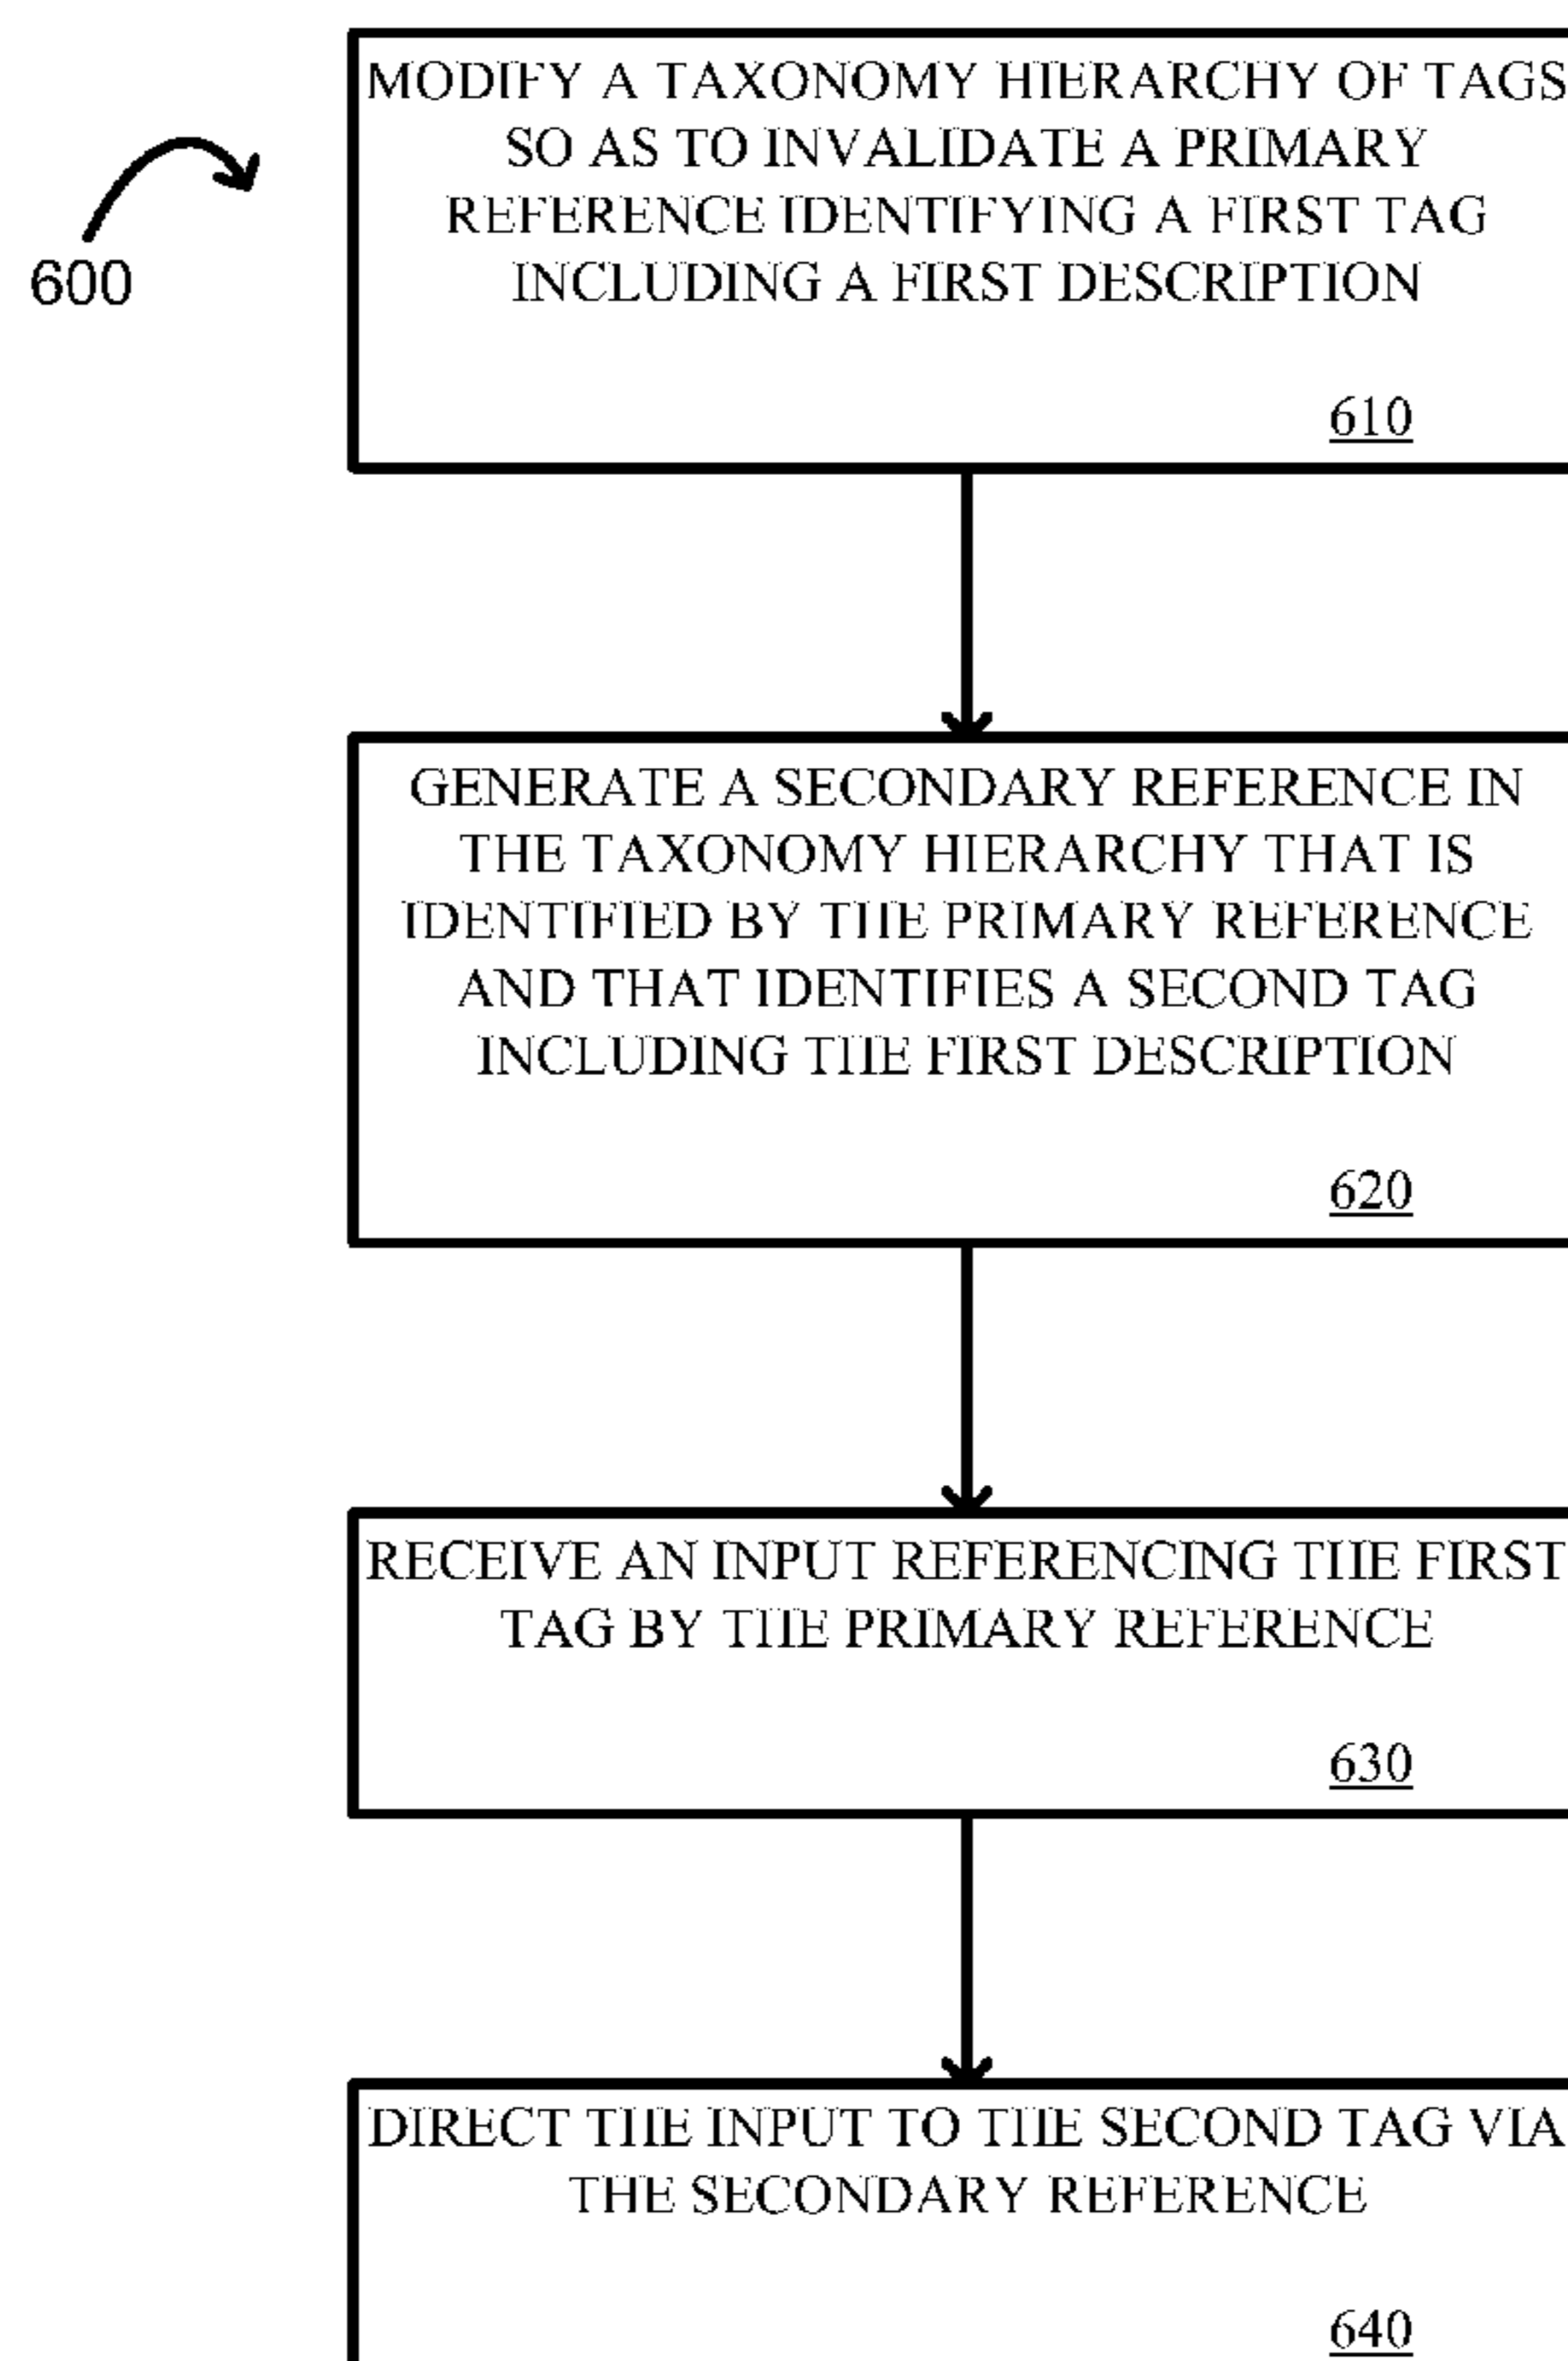 MODIFY A TAXONOMY HIERARCHY OF TAGS
SO AS TO INVALIDATE A PRIMARY
REFERENCE IDENTIFYING A FIRST TAG
INCLUDING A FIRST DESCRIPTION
610
600
GENERATE A SECONDARY REFERENCE IN
THE TAXONOMY HIERARCHY THAT IS
IDENTIFIED BY THE PRIMARY REFERENCE
AND THAT IDENTIFIES A SECOND TAG
INCLUDING THE FIRST DESCRIPTION
620
RECEIVE AN INPUT REFERENCING THE FIRST
TAG BY THE PRIMARY REFERENCE
630
DIRECT THE INPUT TO THE SECOND TAG VIA
THE SECONDARY REFERENCE
640